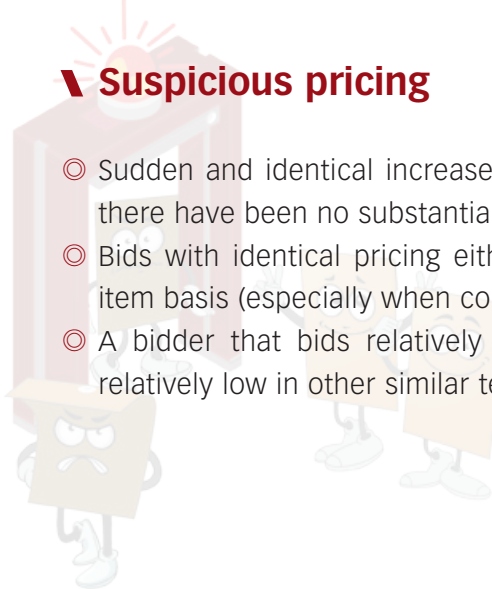 Suspicious pricing
◎ Sudden and identical increase
there have been no substantia
◎ Bids with identical pricing eit
item basis (especially when co
◎ A bidder that bids relatively
relatively low in other similar te